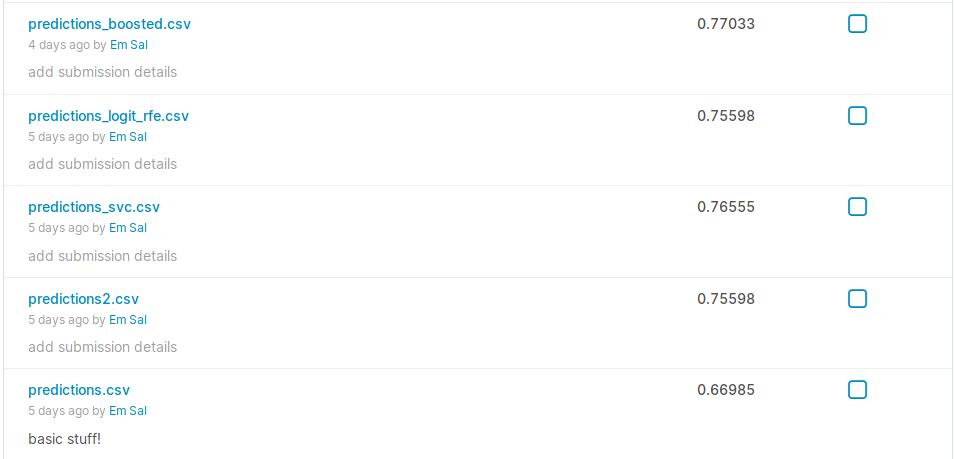 predictions_boosted.csv 0.77033
4 days ago by Em Sal
add submission details
predictions_logit_rfe.csv 0.75598
5 days ago by Em Sal
add submission details
predictions_svc.csv 0.76555
5 days ago by Em Sal
add submission details
predictions2.csv 0.75598
5 days ago by Em Sal
add submission details
predictions.csv 0.66985
5 days ago by Em Sal
basic stuff!